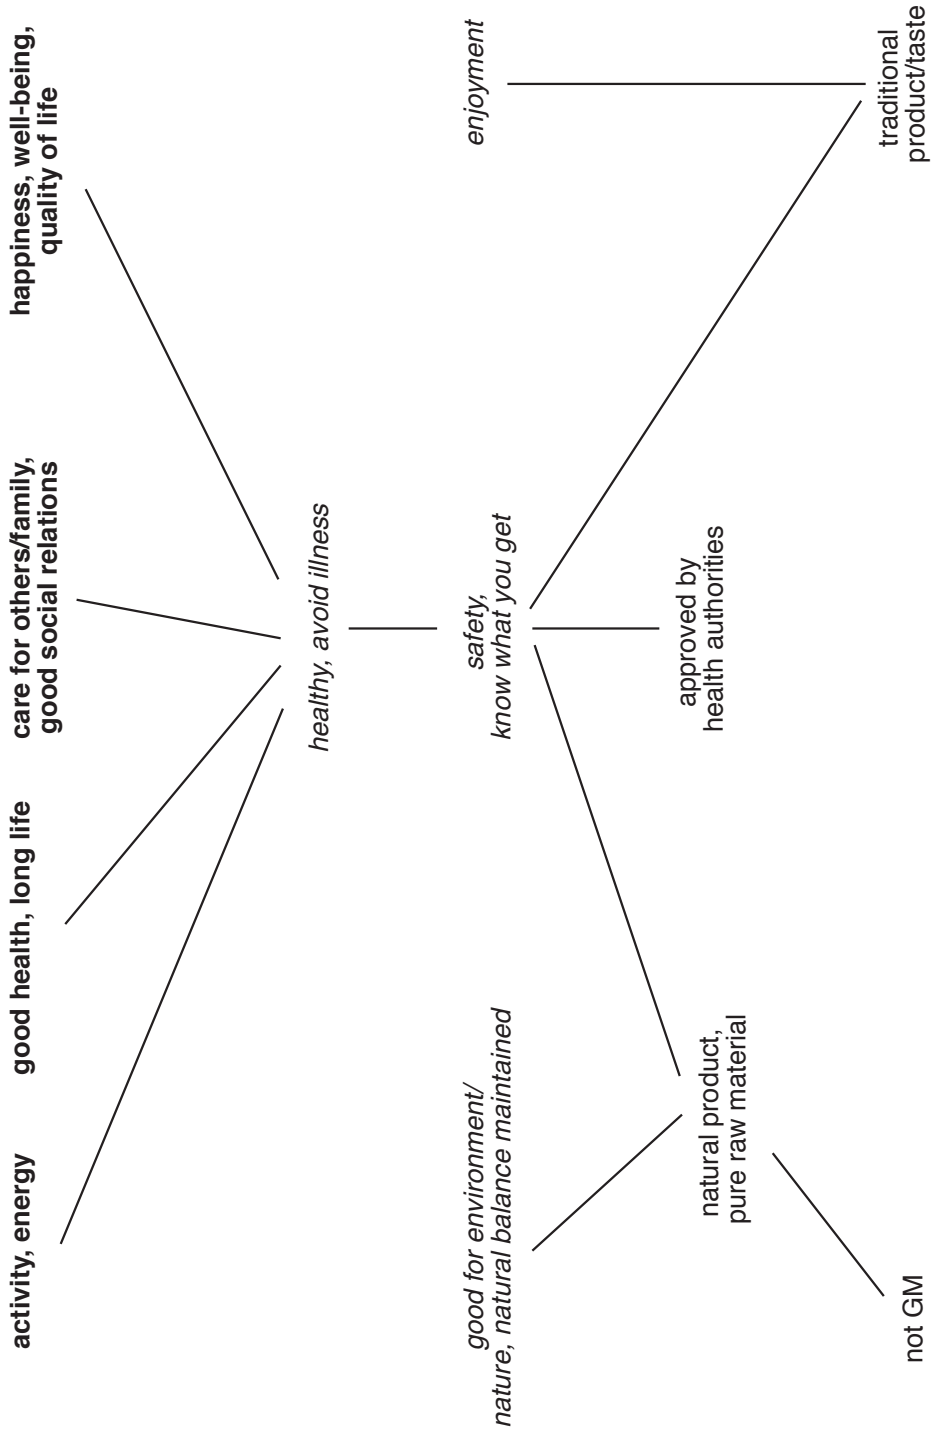 activity, energy
good health, long life
care for others/family,
good social relations
happiness, well-being,
quality of life
healthy, avoid illness
good for environment/
nature, natural balance maintained
safety,
know what you get
enjoyment
natural product,
pure raw material
approved by
health authorities
not GM
traditional
product/taste